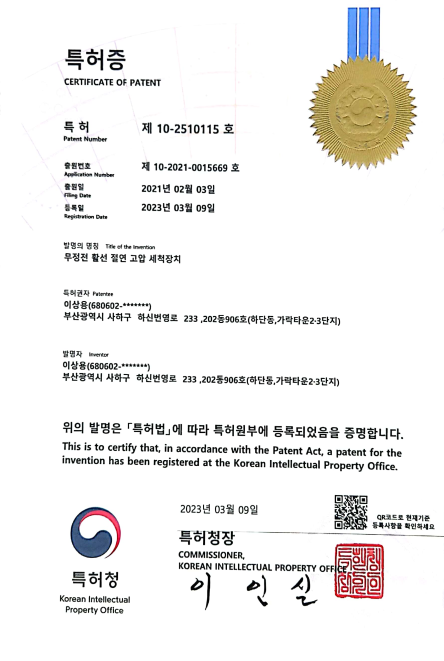 특허증
CERTIFICATE OF PATENT
특 허 제 10-2510115 호
Patent Number
출원번호 제 10-2021-0015669 호
Application Number
출원일 2021년 02월 03일
Filing Date
등록일 2023년 03월 09일
Registration Date
발명의 명칭 Title of the Invention
무정전 활선 절연 고압 세척장치
특허권자 Patentee
이상용(680602-*******)
부산광역시 사하구 하신번영로 233 ,202동906호(하단동,가락타운2·3단지)
발명자 Inventor
이상용(680602-*******)
부산광역시 사하구 하신번영로 233 ,202동906호(하단동,가락타운2·3단지)
위의 발명은 「특허법」에 따라 특허원부에 등록되었음을 증명합니다.
This is to certify that, in accordance with the Patent Act, a patent for the
invention has been registered at the Korean Intellectual Property Office.
2023년 03월 09일
QR코드로 현재기준
등록사항을 확인하세요
특허청장
COMMISSIONER,
KOREAN INTELLECTUAL PROPERTY OFFICE
이 인 실
특허청
Korean Intellectual
Property Office